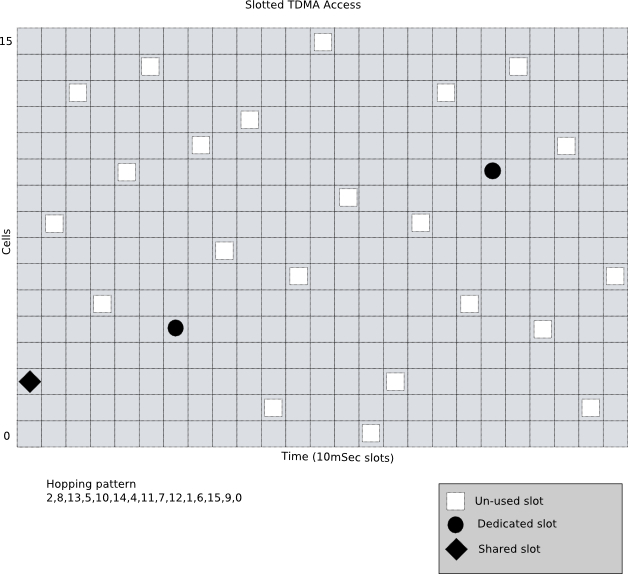 Slotted TDMA Access
15
Cells
0
Time (10mSec slots)
Hopping pattern
2,8,13,5,10,14,4,11,7,12,1,6,15,9,0
Un-used slot
Dedicated slot
Shared slot